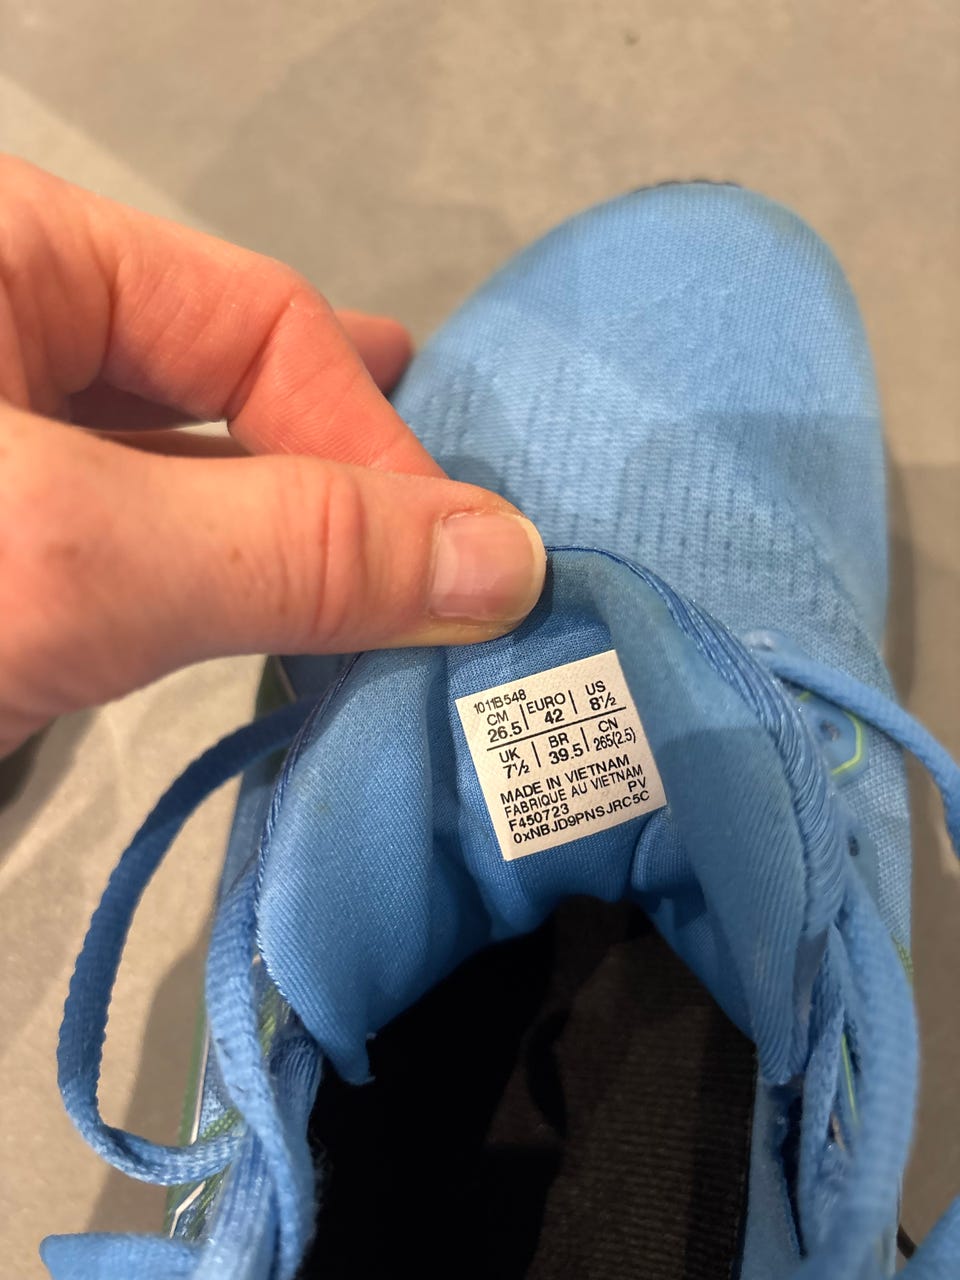 1011B548
CM | EURO | US
26.5 | 42 | 8½
UK | BR | CN
7½ | 39.5 | 265(2.5)
MADE IN VIETNAM
FABRIQUE AU VIETNAM
F450723 PV
0xNBJD9PNSJRC5C